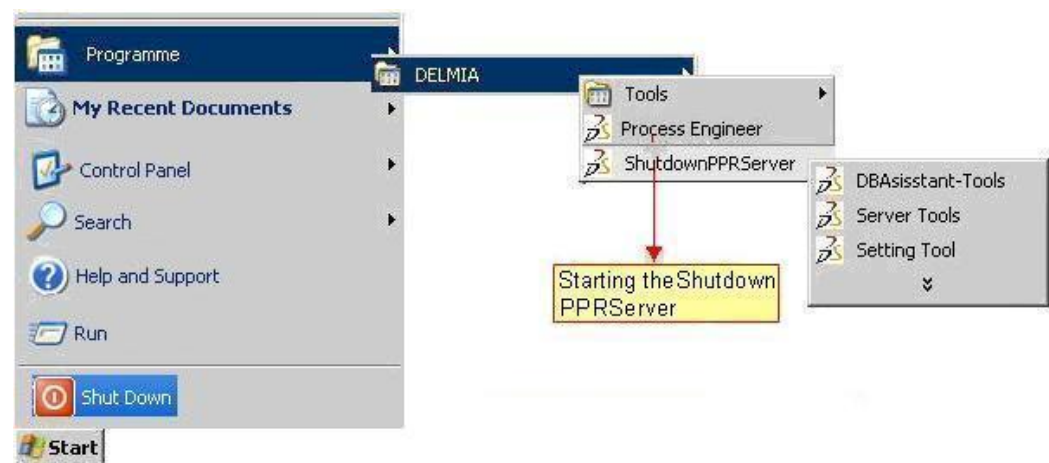 Programme
My Recent Documents
Control Panel
Search
Help and Support
Run
Shut Down
Start
DELMIA
Tools
Process Engineer
ShutdownPPRServer
DBAsisstant-Tools
Server Tools
Setting Tool
Starting the Shutdown
PPRServer